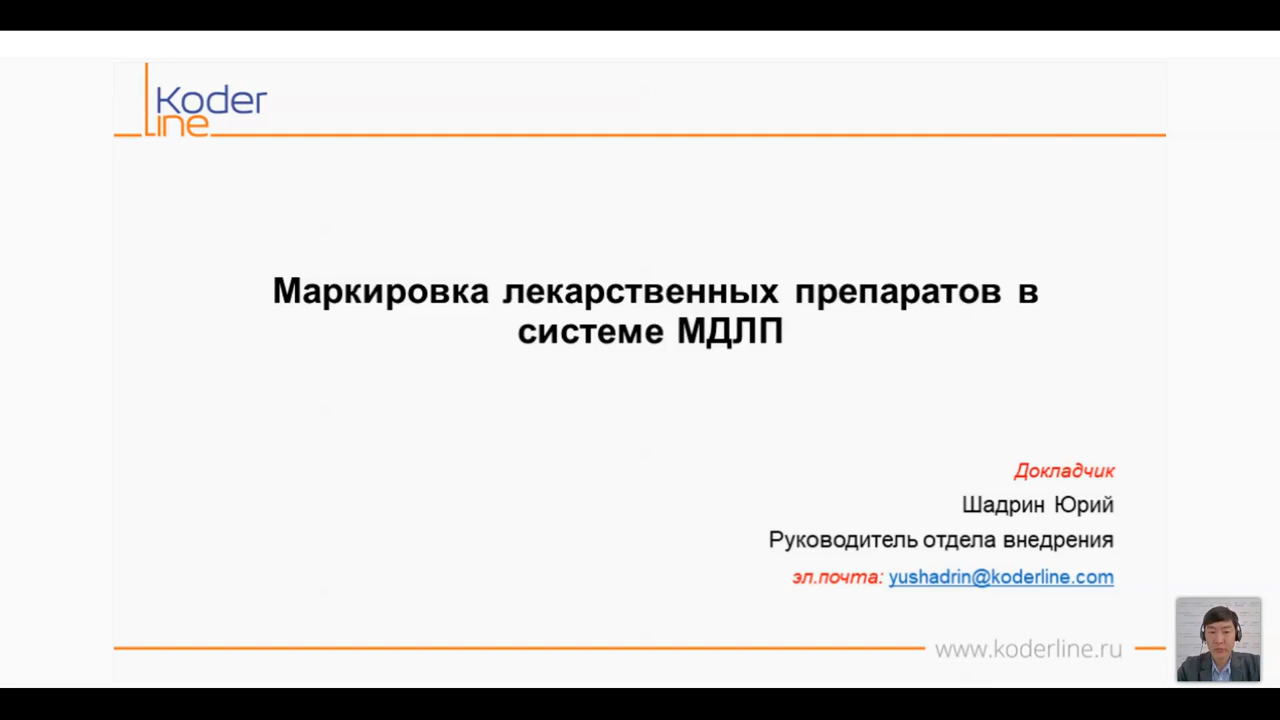 Koder
Line
Маркировка лекарственных препаратов в
системе МДЛП
Докладчик
Шадрин Юрий
Руководитель отдела внедрения
эл.почта: yushadrin@koderline.com
www.koderline.ru